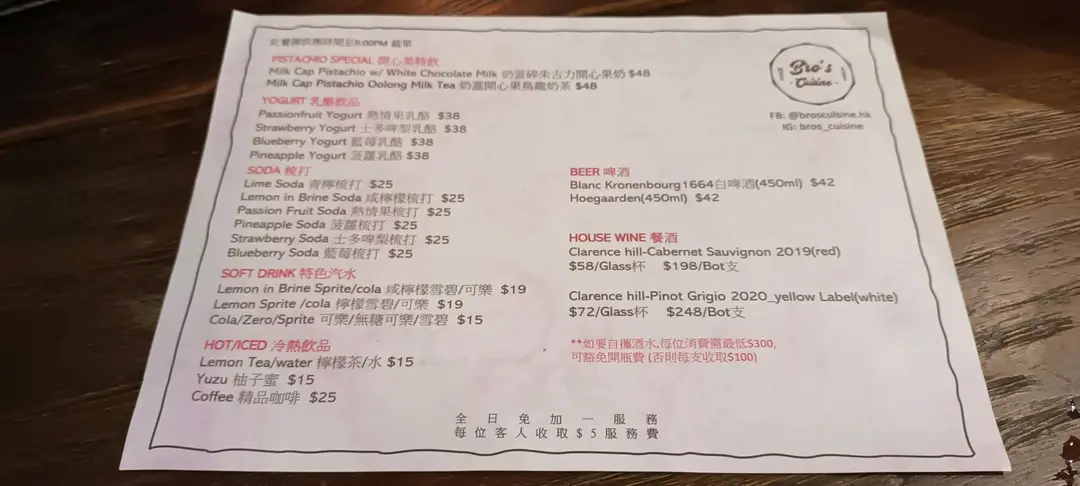 此餐牌供應時間至9:00PM 截單
PISTACHIO SPECIAL 開心果特飲
Milk Cap Pistachio w/ White Chocolate Milk 奶蓋碎朱古力開心果奶 $48
Milk Cap Pistachio Oolong Milk Tea 奶蓋開心果烏龍奶茶 $48
YOGURT 乳酪飲品
Passionfruit Yogurt 熱情果乳酪 $38
Strawberry Yogurt 士多啤梨乳酪 $38
Blueberry Yogurt 藍莓乳酪 $38
Pineapple Yogurt 菠蘿乳酪 $38
SODA 梳打
Lime Soda 青檸梳打 $25
Lemon in Brine Soda 咸檸檬梳打 $25
Passion Fruit Soda 熱情果梳打 $25
Pineapple Soda 菠蘿梳打 $25
Strawberry Soda 士多啤梨梳打 $25
Blueberry Soda 藍莓梳打 $25
SOFT DRINK 特色汽水
Lemon in Brine Sprite/cola 咸檸檬雪碧/可樂 $19
Lemon Sprite /cola 檸檬雪碧/可樂 $19
Cola/Zero/Sprite 可樂/無糖可樂/雪碧 $15
HOT/ICED 冷熱飲品
Lemon Tea/water 檸檬茶/水 $15
Yuzu 柚子蜜 $15
Coffee 精品咖啡 $25
Bro's
Cuisine
FB: @broscuisine.hk
IG: bros_cuisine
BEER 啤酒
Blanc Kronenbourg1664白啤酒(450ml) $42
Hoegaarden(450ml) $42
HOUSE WINE 餐酒
Clarence hill-Cabernet Sauvignon 2019(red)
$58/Glass杯 $198/Bot支
Clarence hill-Pinot Grigio 2020_yellow Label(white)
$72/Glass杯 $248/Bot支
**如要自攜酒水,每位消費需最低$300,
可豁免開瓶費 (否則每支收取$100)
全日免加一服務
每位客人收取$5服務費